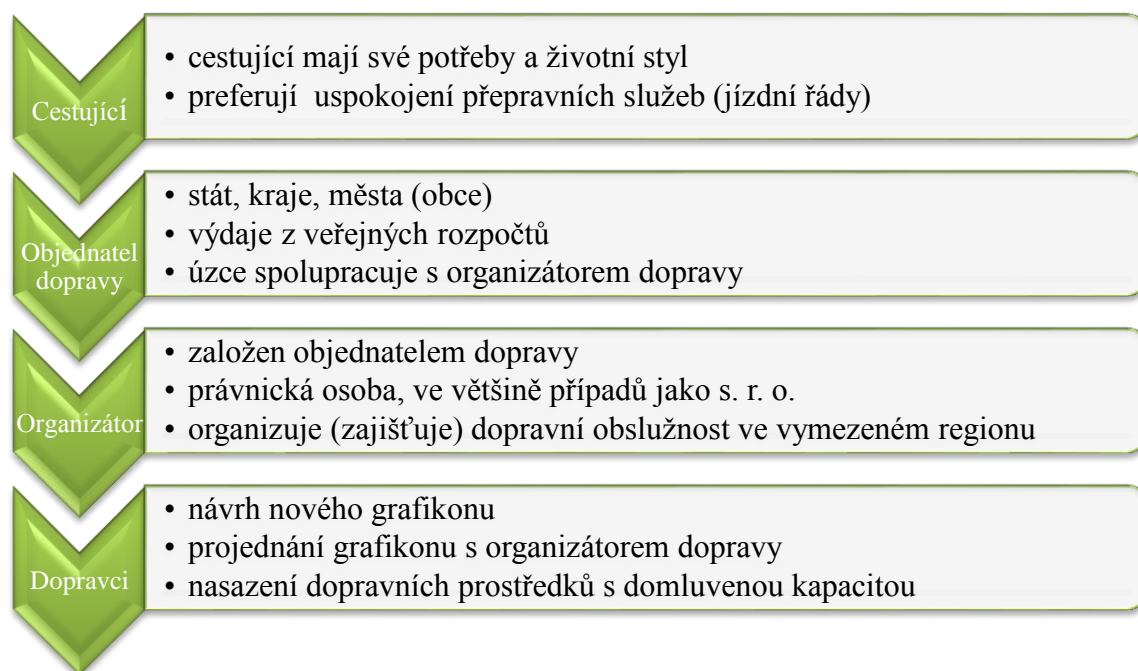 Cestující
• cestující mají své potřeby a životní styl
• preferují uspokojení přepravních služeb (jízdní řády)
Objednatel
dopravy
• stát, kraje, města (obce)
• výdaje z veřejných rozpočtů
• úzce spolupracuje s organizátorem dopravy
Organizátor
• založen objednatelem dopravy
• právnická osoba, ve většině případů jako s. r. o.
• organizuje (zajišťuje) dopravní obslužnost ve vymezeném regionu
Dopravci
• návrh nového grafikonu
• projednání grafikonu s organizátorem dopravy
• nasazení dopravních prostředků s domluvenou kapacitou